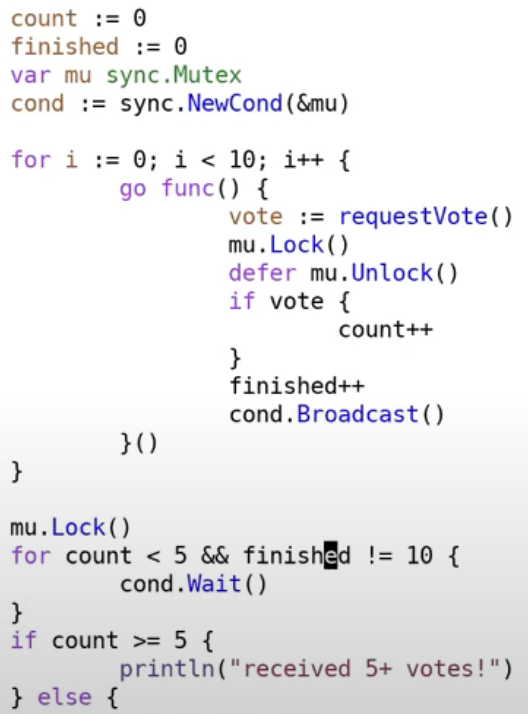 count := 0
finished := 0
var mu sync.Mutex
cond := sync.NewCond(&mu)

for i := 0; i < 10; i++ {
        go func() {
                vote := requestVote()
                mu.Lock()
                defer mu.Unlock()
                if vote {
                        count++
                }
                finished++
                cond.Broadcast()
        }()
}

mu.Lock()
for count < 5 && finished != 10 {
        cond.Wait()
}
if count >= 5 {
        println("received 5+ votes!")
} else {